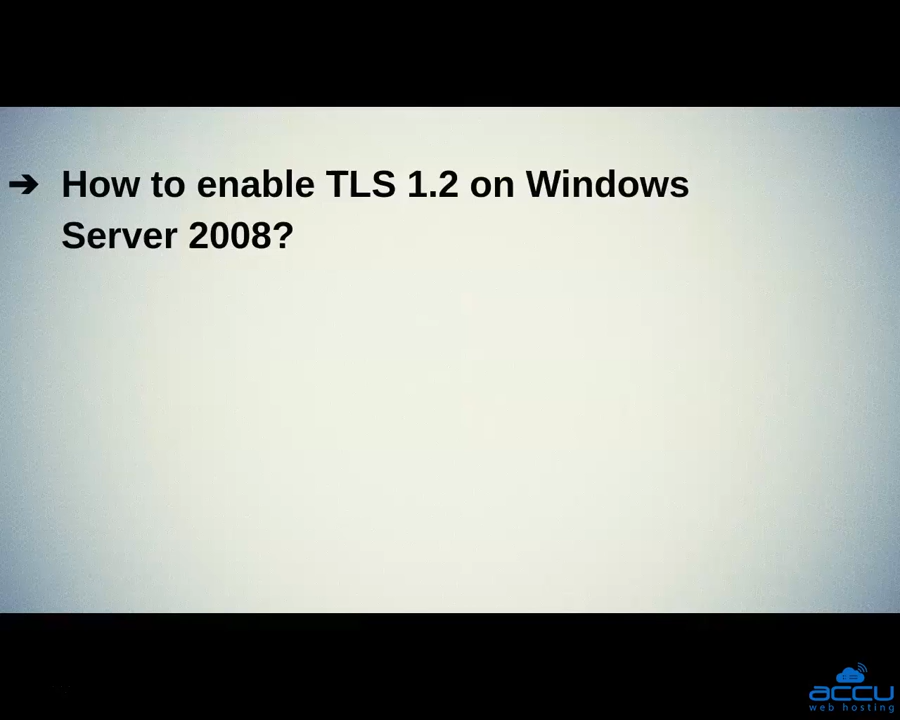 ➔ How to enable TLS 1.2 on Windows
Server 2008?
accu
web hosting